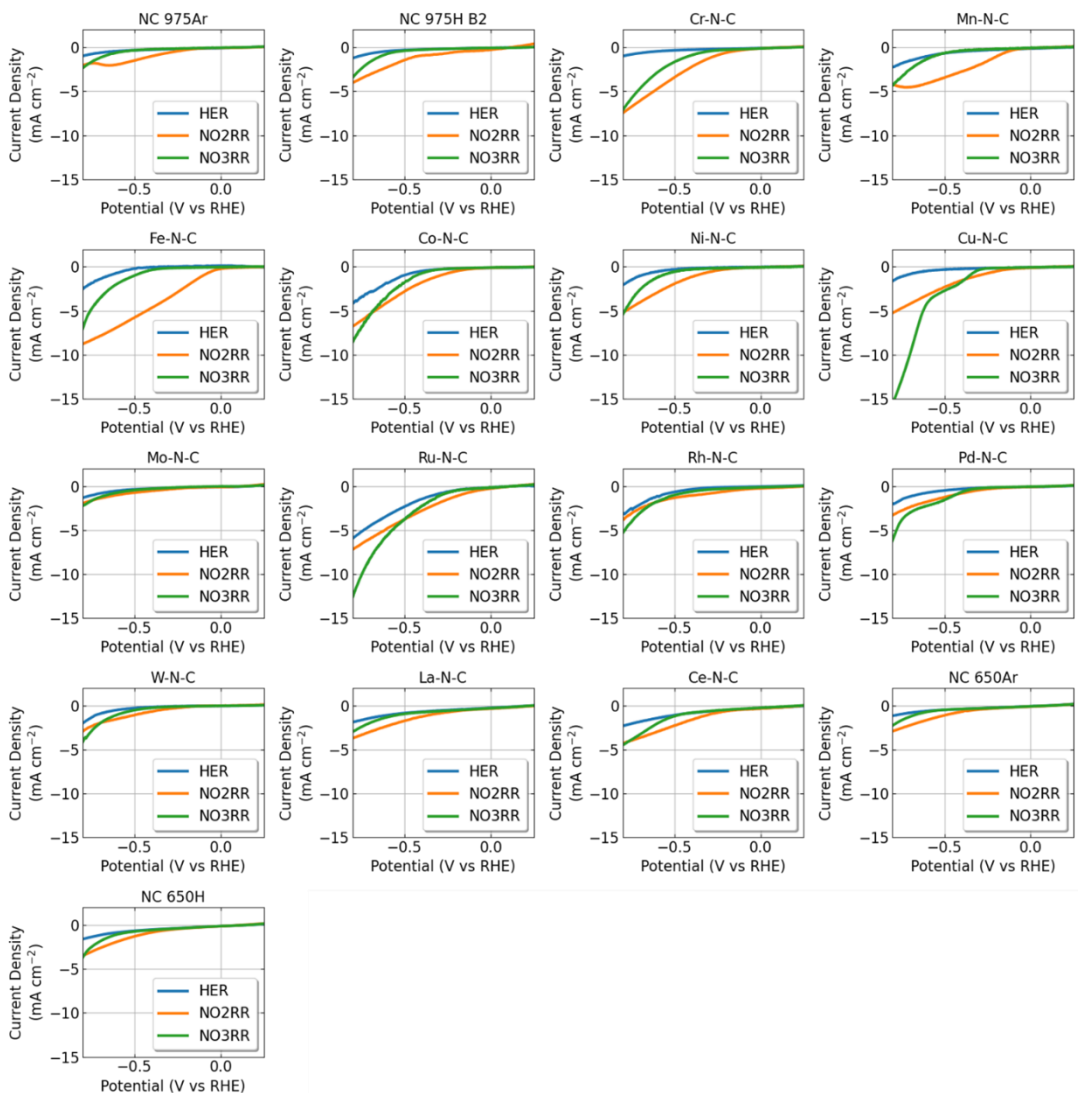 NC 975Ar
Current Density
(mA cm⁻²)
0
−5
−10
−15
HER
NO2RR
NO3RR
−0.5
0.0
Potential (V vs RHE)
NC 975H B2
Current Density
(mA cm⁻²)
0
−5
−10
−15
HER
NO2RR
NO3RR
−0.5
0.0
Potential (V vs RHE)
Cr-N-C
Current Density
(mA cm⁻²)
0
−5
−10
−15
HER
NO2RR
NO3RR
−0.5
0.0
Potential (V vs RHE)
Mn-N-C
Current Density
(mA cm⁻²)
0
−5
−10
−15
HER
NO2RR
NO3RR
−0.5
0.0
Potential (V vs RHE)
Fe-N-C
Current Density
(mA cm⁻²)
0
−5
−10
−15
HER
NO2RR
NO3RR
−0.5
0.0
Potential (V vs RHE)
Co-N-C
Current Density
(mA cm⁻²)
0
−5
−10
−15
HER
NO2RR
NO3RR
−0.5
0.0
Potential (V vs RHE)
Ni-N-C
Current Density
(mA cm⁻²)
0
−5
−10
−15
HER
NO2RR
NO3RR
−0.5
0.0
Potential (V vs RHE)
Cu-N-C
Current Density
(mA cm⁻²)
0
−5
−10
−15
HER
NO2RR
NO3RR
−0.5
0.0
Potential (V vs RHE)
Mo-N-C
Current Density
(mA cm⁻²)
0
−5
−10
−15
HER
NO2RR
NO3RR
−0.5
0.0
Potential (V vs RHE)
Ru-N-C
Current Density
(mA cm⁻²)
0
−5
−10
−15
HER
NO2RR
NO3RR
−0.5
0.0
Potential (V vs RHE)
Rh-N-C
Current Density
(mA cm⁻²)
0
−5
−10
−15
HER
NO2RR
NO3RR
−0.5
0.0
Potential (V vs RHE)
Pd-N-C
Current Density
(mA cm⁻²)
0
−5
−10
−15
HER
NO2RR
NO3RR
−0.5
0.0
Potential (V vs RHE)
W-N-C
Current Density
(mA cm⁻²)
0
−5
−10
−15
HER
NO2RR
NO3RR
−0.5
0.0
Potential (V vs RHE)
La-N-C
Current Density
(mA cm⁻²)
0
−5
−10
−15
HER
NO2RR
NO3RR
−0.5
0.0
Potential (V vs RHE)
Ce-N-C
Current Density
(mA cm⁻²)
0
−5
−10
−15
HER
NO2RR
NO3RR
−0.5
0.0
Potential (V vs RHE)
NC 650Ar
Current Density
(mA cm⁻²)
0
−5
−10
−15
HER
NO2RR
NO3RR
−0.5
0.0
Potential (V vs RHE)
NC 650H
Current Density
(mA cm⁻²)
0
−5
−10
−15
HER
NO2RR
NO3RR
−0.5
0.0
Potential (V vs RHE)